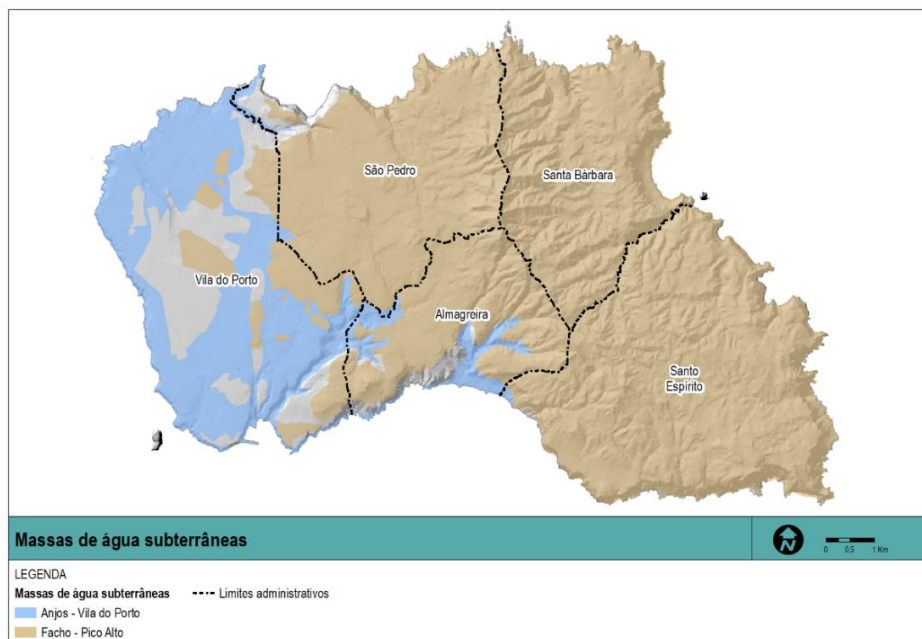 São Pedro
Santa Bárbara
Vila do Porto
Almagreira
Santo
Espírito
Massas de água subterrâneas
N
0 0.5 1 Km
LEGENDA
Massas de água subterrâneas
Limites administrativos
Anjos - Vila do Porto
Facho - Pico Alto